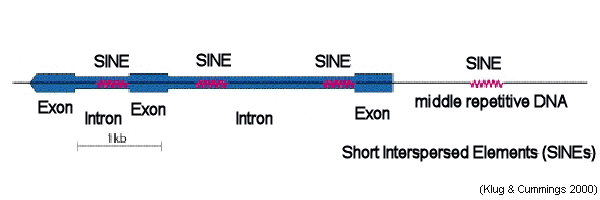 SINE SINE SINE SINE
Exon Intron Exon Intron Exon middle repetitive DNA
1kb
Short Interspersed Elements (SINEs)
(Klug & Cummings 2000)